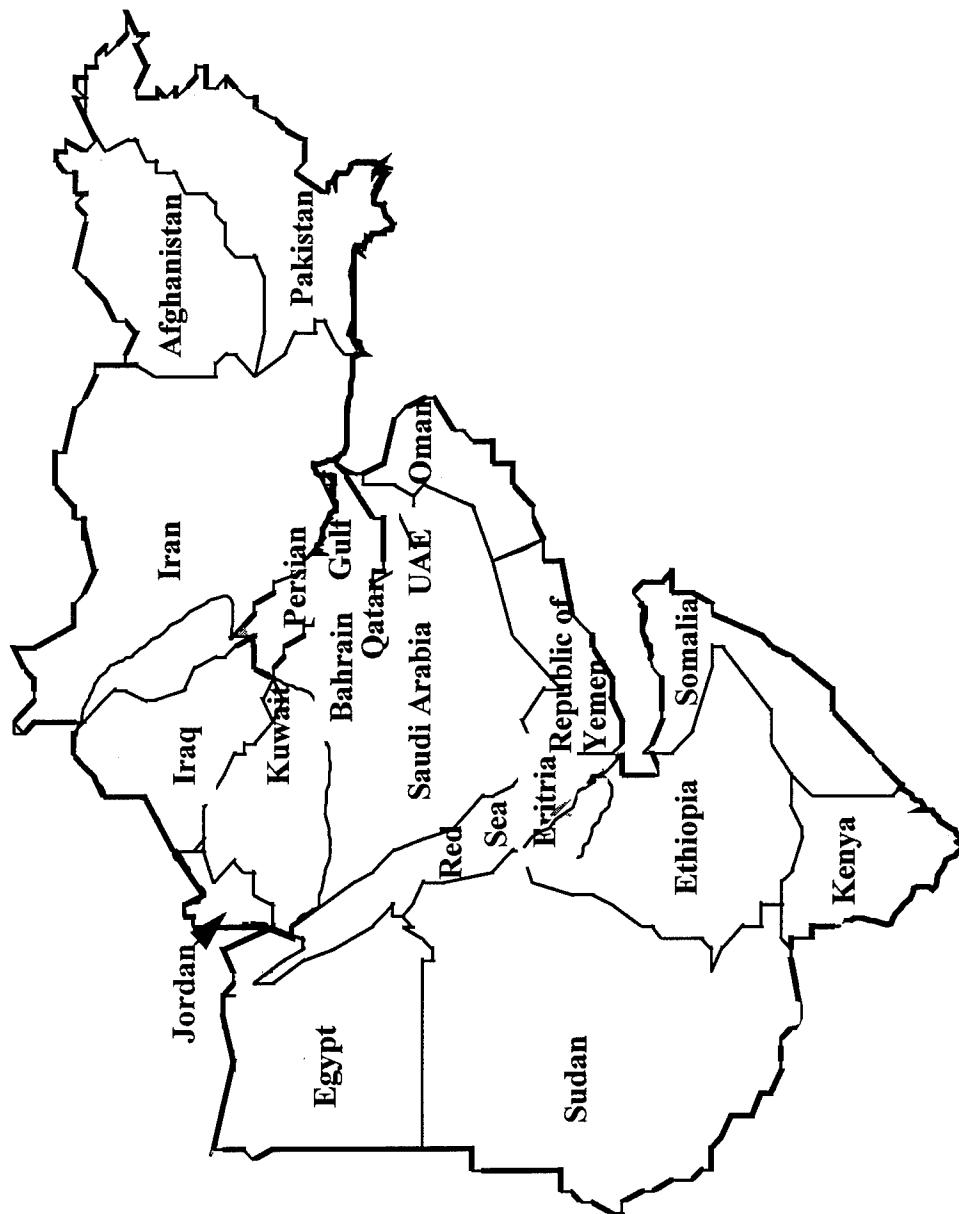 Afghanistan
Pakistan
Iran
Iraq
Jordan
Kuwait
Persian
Gulf
Bahrain
Qatar
UAE
Oman
Saudi Arabia
Egypt
Red
Sea
Republic of
Yemen
Eritria
Sudan
Ethiopia
Somalia
Kenya